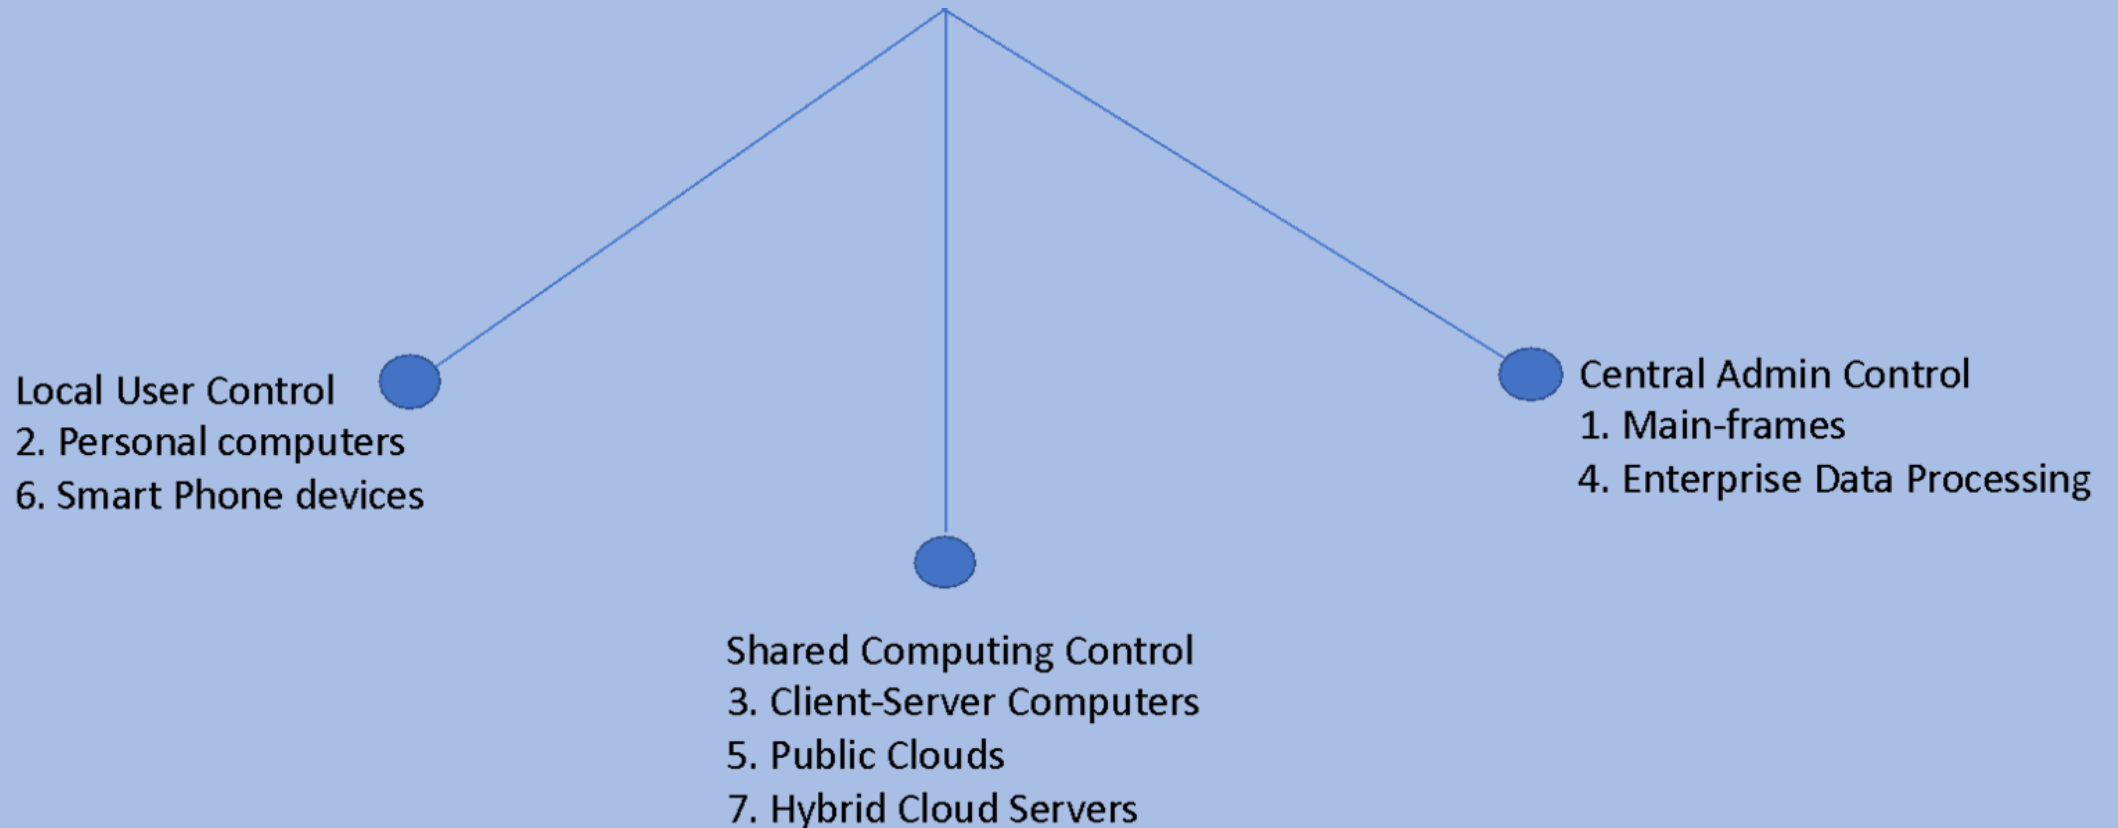 Local User Control
2. Personal computers
6. Smart Phone devices
Shared Computing Control
3. Client-Server Computers
5. Public Clouds
7. Hybrid Cloud Servers
Central Admin Control
1. Main-frames
4. Enterprise Data Processing